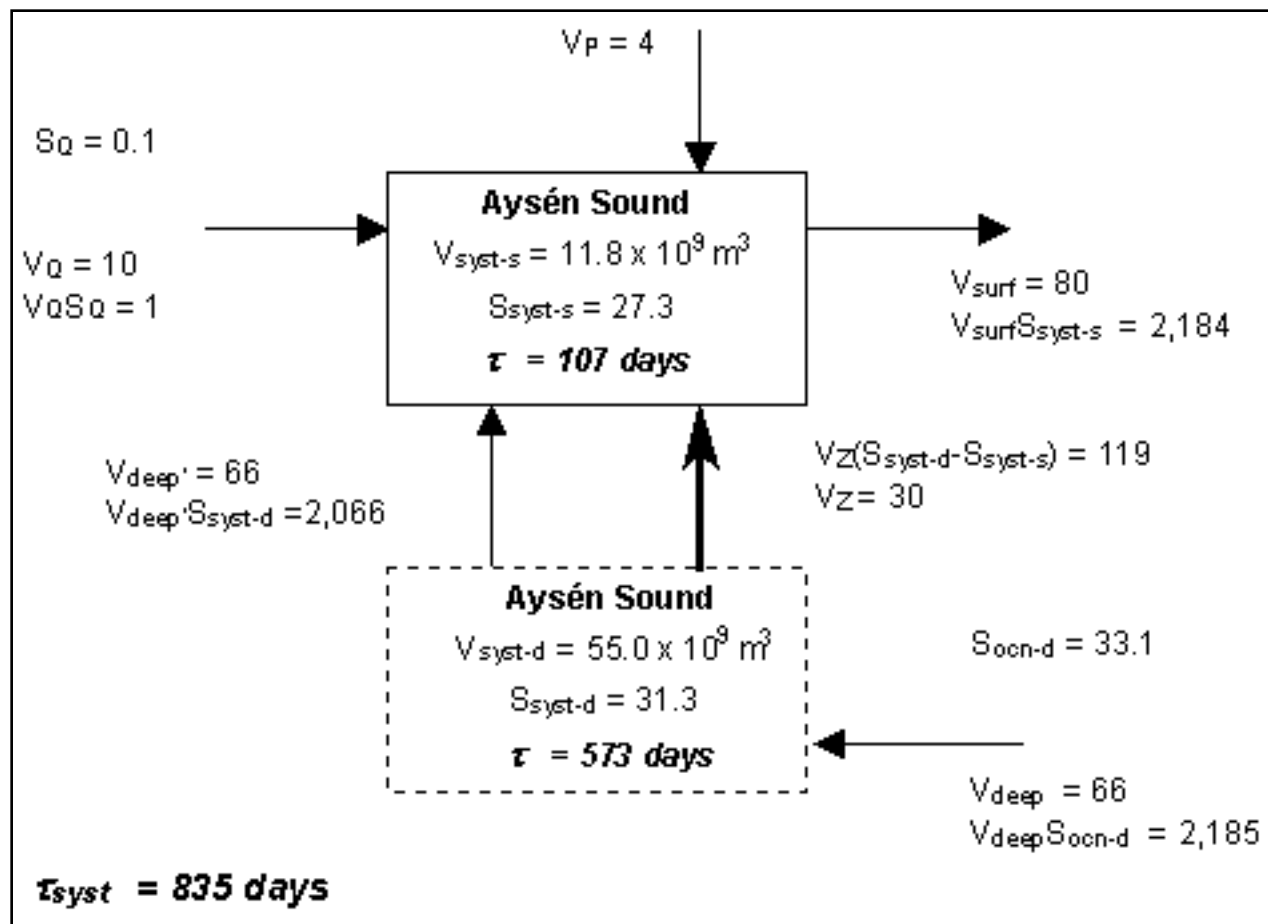 VP = 4
SQ = 0.1
Aysén Sound
Vsyst-s = 11.8 x 10⁹ m³
VQ = 10
VQSQ = 1
Ssyst-s = 27.3
τ = 107 days
Vsurf = 80
VsurfSsyst-s = 2,184
Vdeep' = 66
Vdeep'Ssyst-d =2,066
VZ(Ssyst-d-Ssyst-s) = 119
VZ = 30
Aysén Sound
Vsyst-d = 55.0 x 10⁹ m³
Ssyst-d = 31.3
τ = 573 days
Socn-d = 33.1
Vdeep = 66
VdeepSocn-d = 2,185
τsyst = 835 days